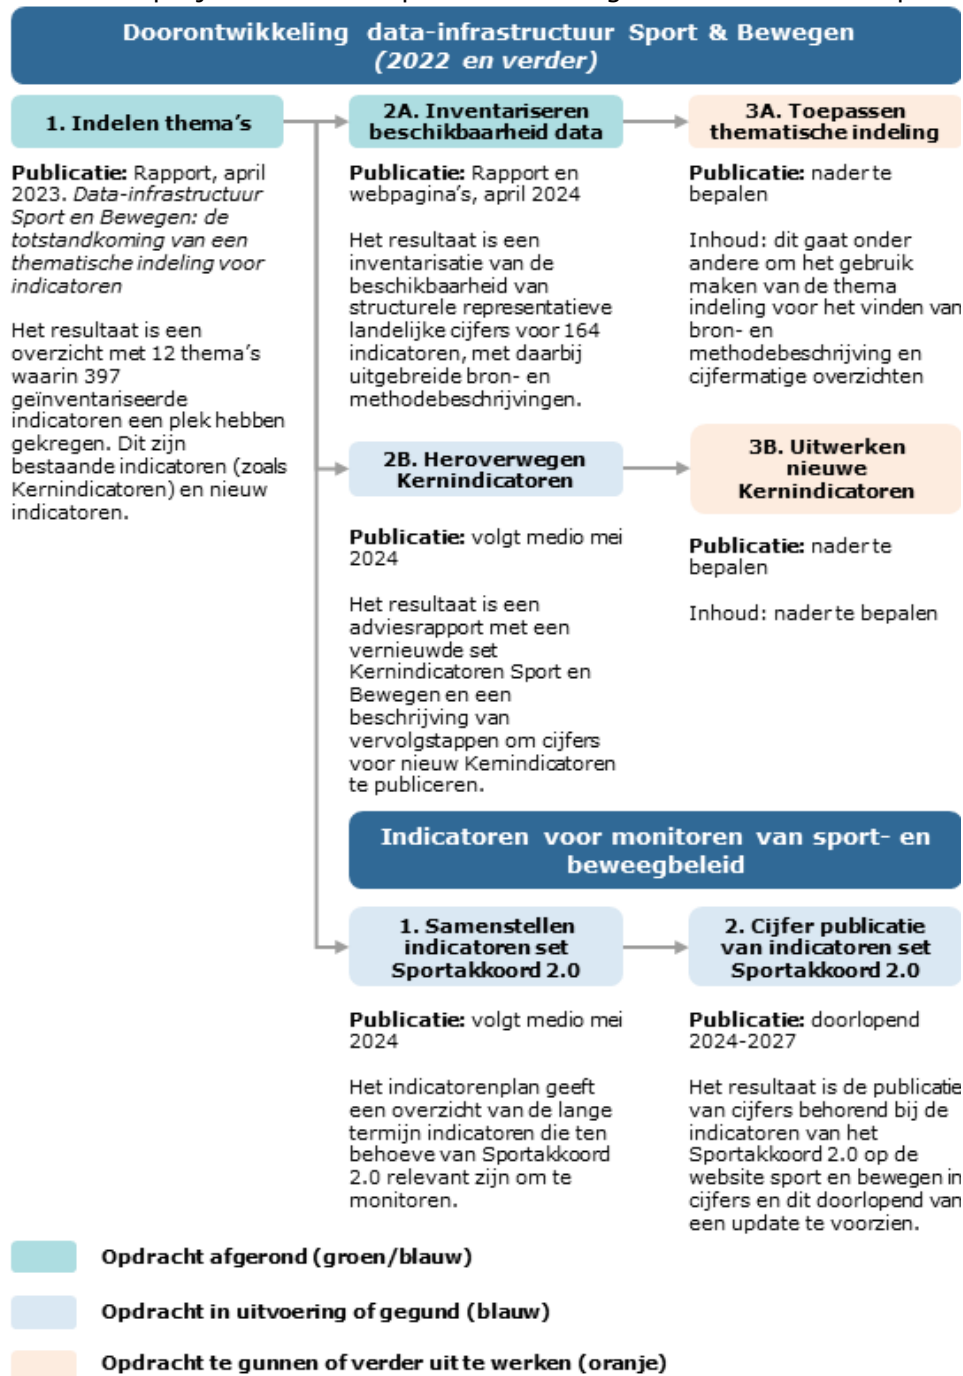 Doorontwikkeling data-infrastructuur Sport & Bewegen
(2022 en verder)
1. Indelen thema's
Publicatie: Rapport, april
2023. Data-infrastructuur
Sport en Bewegen: de
totstandkoming van een
thematische indeling voor
indicatoren
Het resultaat is een
overzicht met 12 thema's
waarin 397
geïnventariseerde
indicatoren een plek hebben
gekregen. Dit zijn
bestaande indicatoren (zoals
Kernindicatoren) en nieuw
indicatoren.
2A. Inventariseren
beschikbaarheid data
Publicatie: Rapport en
webpagina's, april 2024
Het resultaat is een
inventarisatie van de
beschikbaarheid van
structurele representatieve
landelijke cijfers voor 164
indicatoren, met daarbij
uitgebreide bron- en
methodebeschrijvingen.
3A. Toepassen
thematische indeling
Publicatie: nader te
bepalen
Inhoud: dit gaat onder
andere om het gebruik
maken van de thema
indeling voor het vinden van
bron- en
methodebeschrijving en
cijfermatige overzichten
2B. Heroverwegen
Kernindicatoren
Publicatie: volgt medio mei
2024
Het resultaat is een
adviesrapport met een
vernieuwde set
Kernindicatoren Sport en
Bewegen en een
beschrijving van
vervolgstappen om cijfers
voor nieuw Kernindicatoren
te publiceren.
3B. Uitwerken
nieuwe
Kernindicatoren
Publicatie: nader te
bepalen
Inhoud: nader te bepalen
Indicatoren voor monitoren van sport- en
beweegbeleid
1. Samenstellen
indicatoren set
Sportakkoord 2.0
Publicatie: volgt medio mei
2024
Het indicatorenplan geeft
een overzicht van de lange
termijn indicatoren die ten
behoeve van Sportakkoord
2.0 relevant zijn om te
monitoren.
2. Cijfer publicatie
van indicatoren set
Sportakkoord 2.0
Publicatie: doorlopend
2024-2027
Het resultaat is de publicatie
van cijfers behorend bij de
indicatoren van het
Sportakkoord 2.0 op de
website sport en bewegen in
cijfers en dit doorlopend van
een update te voorzien.
Opdracht afgerond (groen/blauw)
Opdracht in uitvoering of gegund (blauw)
Opdracht te gunnen of verder uit te werken (oranje)